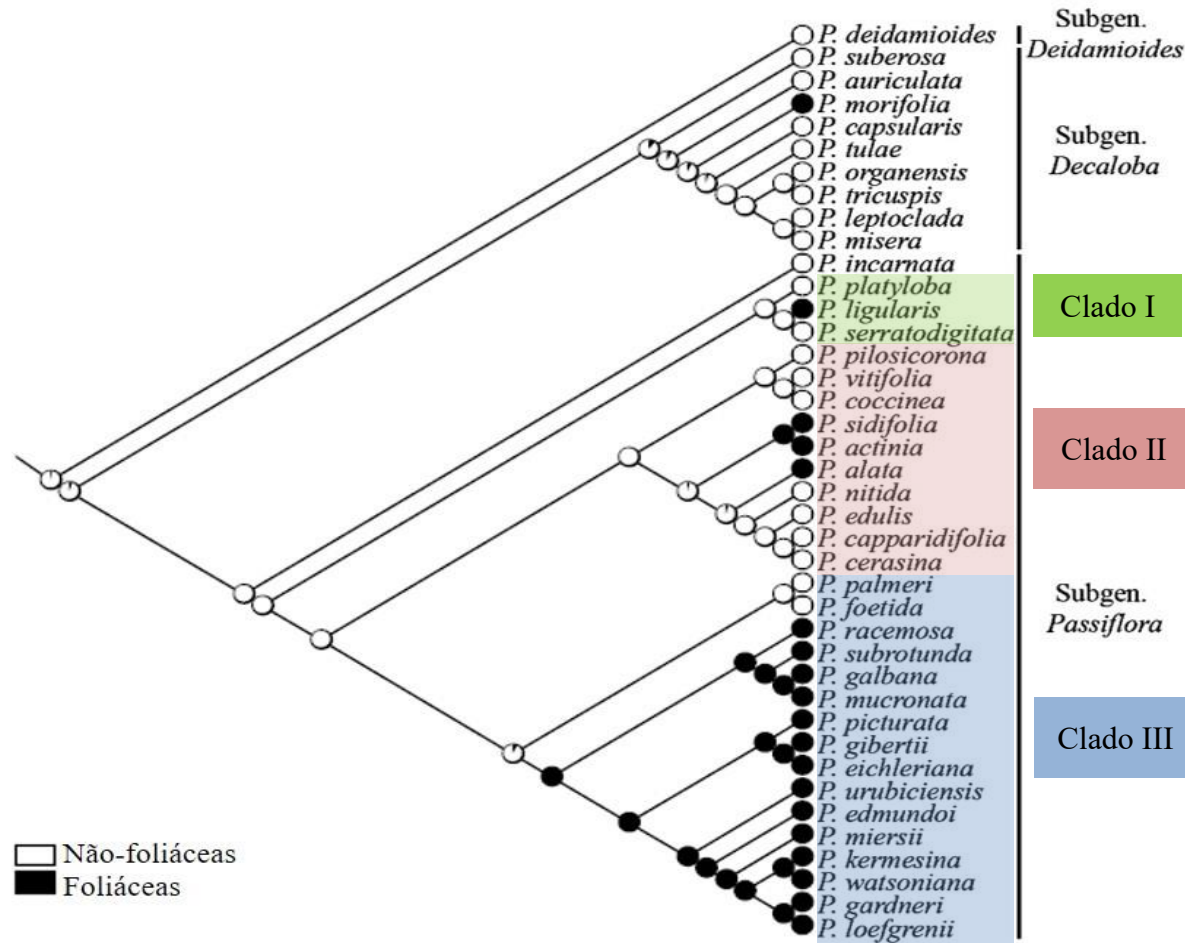 P. deidamioides
P. suberosa
P. auriculata
P. morifolia
P. capsularis
P. tulae
P. organensis
P. tricuspis
P. leptoclada
P. misera
P. incarnata
P. platyloba
P. ligularis
P. serratodigitata
P. pilosicorona
P. vitifolia
P. coccinea
P. sidifolia
P. actinia
P. alata
P. nitida
P. edulis
P. capparidifolia
P. cerasina
P. palmeri
P. foetida
P. racemosa
P. subrotunda
P. galbana
P. mucronata
P. picturata
P. gibertii
P. eichleriana
P. urubiciensis
P. edmundoi
P. miersii
P. kermesina
P. watsoniana
P. gardneri
P. loefgrenii
Subgen.
Deidamioides
Subgen.
Decaloba
Subgen.
Passiflora
Clado I
Clado II
Clado III
Não-foliáceas
Foliáceas